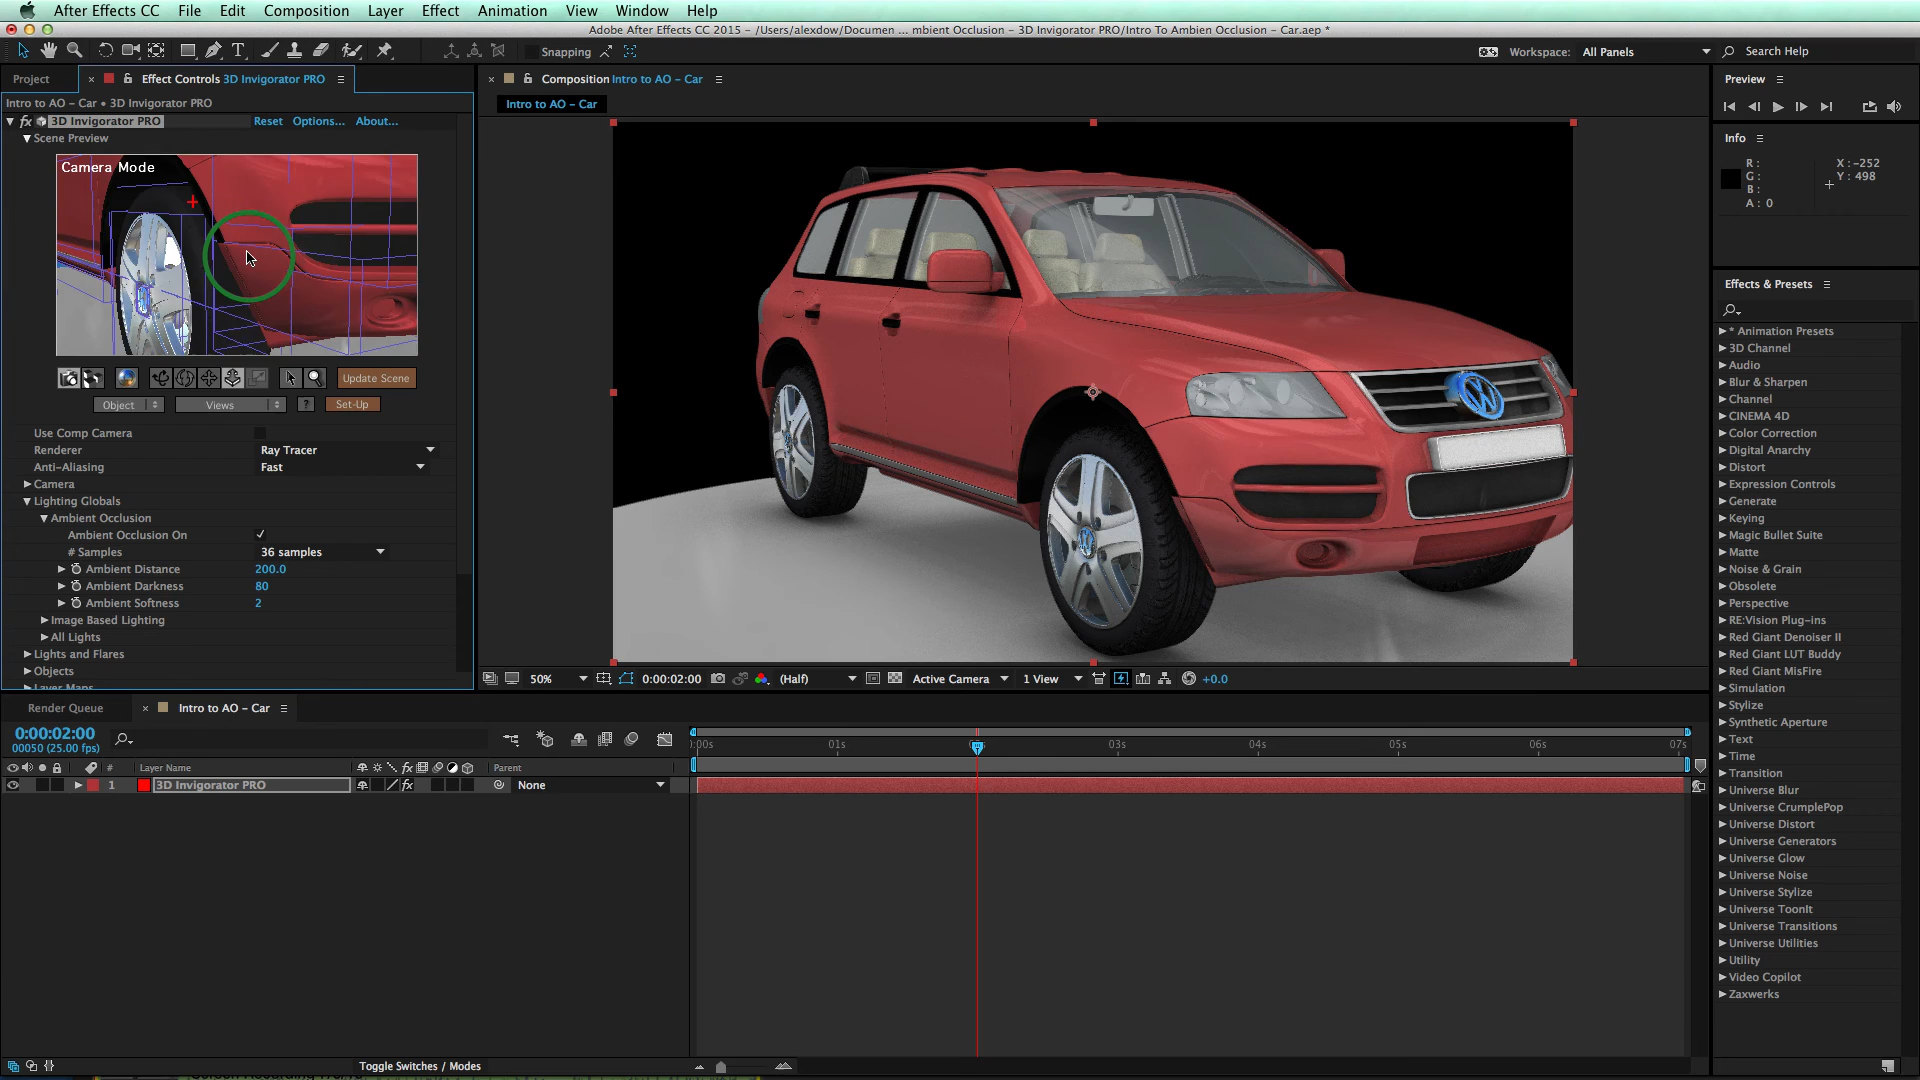 After Effects CC File Edit Composition Layer Effect Animation View Window Help
Adobe After Effects CC 2015 - /Users/alexdow/Documen ... mbient Occlusion - 3D Invigorator PRO/Intro To Ambien Occlusion - Car.aep *
Snapping Workspace: All Panels Search Help
Project Effect Controls 3D Invigorator PRO
Composition Intro to AO - Car
Preview
Intro to AO - Car • 3D Invigorator PRO
Intro to AO - Car
fx 3D Invigorator PRO Reset Options... About...
Scene Preview
Camera Mode
Object Views ? Set-Up
Update Scene
Use Comp Camera
Renderer Ray Tracer
Anti-Aliasing Fast
Camera
Lighting Globals
Ambient Occlusion
Ambient Occlusion On
# Samples 36 samples
Ambient Distance 200.0
Ambient Darkness 80
Ambient Softness 2
Image Based Lighting
All Lights
Lights and Flares
Objects
Layer Maps
50% 0:00:02:00 (Half) Active Camera 1 View +0.0
Info
R :
G :
B :
A : 0
X : -252
Y : 498
Effects & Presets
* Animation Presets
3D Channel
Audio
Blur & Sharpen
Channel
CINEMA 4D
Color Correction
Digital Anarchy
Distort
Expression Controls
Generate
Keying
Magic Bullet Suite
Matte
Noise & Grain
Obsolete
Perspective
RE:Vision Plug-ins
Red Giant Denoiser II
Red Giant LUT Buddy
Red Giant MisFire
Simulation
Stylize
Synthetic Aperture
Text
Time
Transition
Universe Blur
Universe CrumplePop
Universe Distort
Universe Generators
Universe Glow
Universe Noise
Universe Stylize
Universe ToonIt
Universe Transitions
Universe Utilities
Utility
Video Copilot
Zaxwerks
Render Queue Intro to AO - Car
0:00:02:00
00050 (25.00 fps)
:00s 01s 03s 04s 05s 06s 07s
# Layer Name fx Parent
1 3D Invigorator PRO fx None
Toggle Switches / Modes